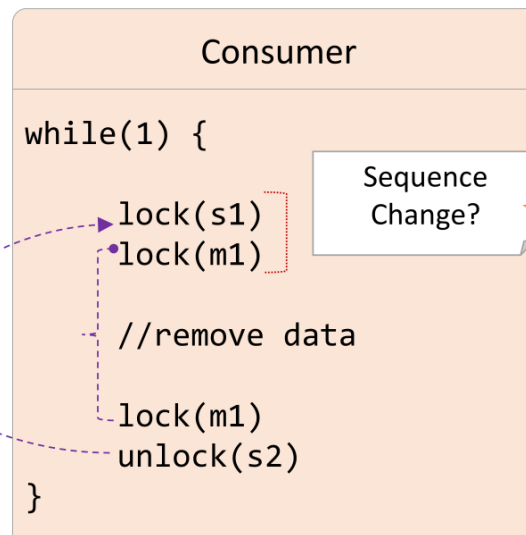 Consumer
while(1) {
Sequence
Change?
lock(s1)
lock(m1)
//remove data
lock(m1)
unlock(s2)
}